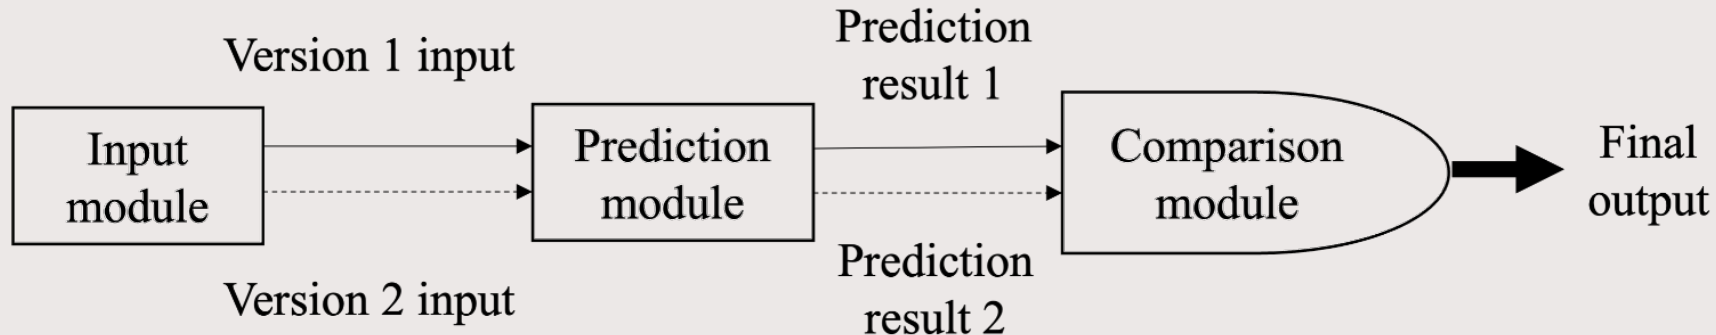 Version 1 input
Prediction
result 1
Input
module
Prediction
module
Comparison
module
Final
output
Version 2 input
Prediction
result 2